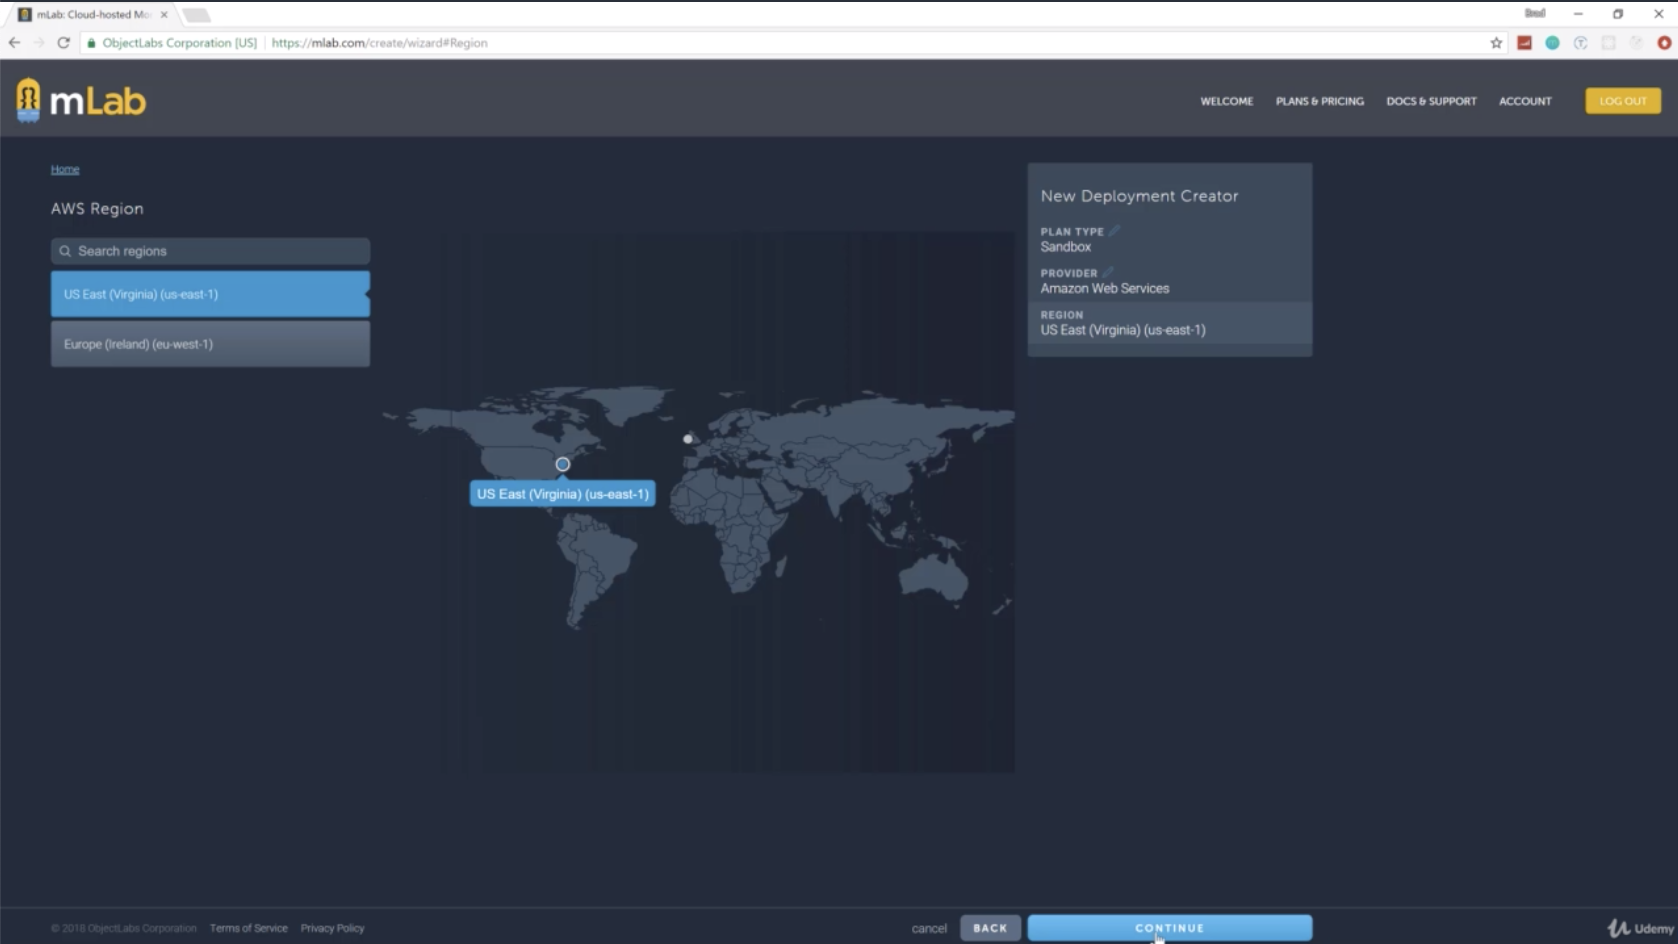 mLab: Cloud-hosted Mo
ObjectLabs Corporation [US] https://mlab.com/create/wizard#Region
mLab
WELCOME PLANS & PRICING DOCS & SUPPORT ACCOUNT LOG OUT
Home
AWS Region
Search regions
US East (Virginia) (us-east-1)
Europe (Ireland) (eu-west-1)
US East (Virginia) (us-east-1)
New Deployment Creator
PLAN TYPE
Sandbox
PROVIDER
Amazon Web Services
REGION
US East (Virginia) (us-east-1)
© 2018 ObjectLabs Corporation Terms of Service Privacy Policy
cancel BACK CONTINUE
Udemy